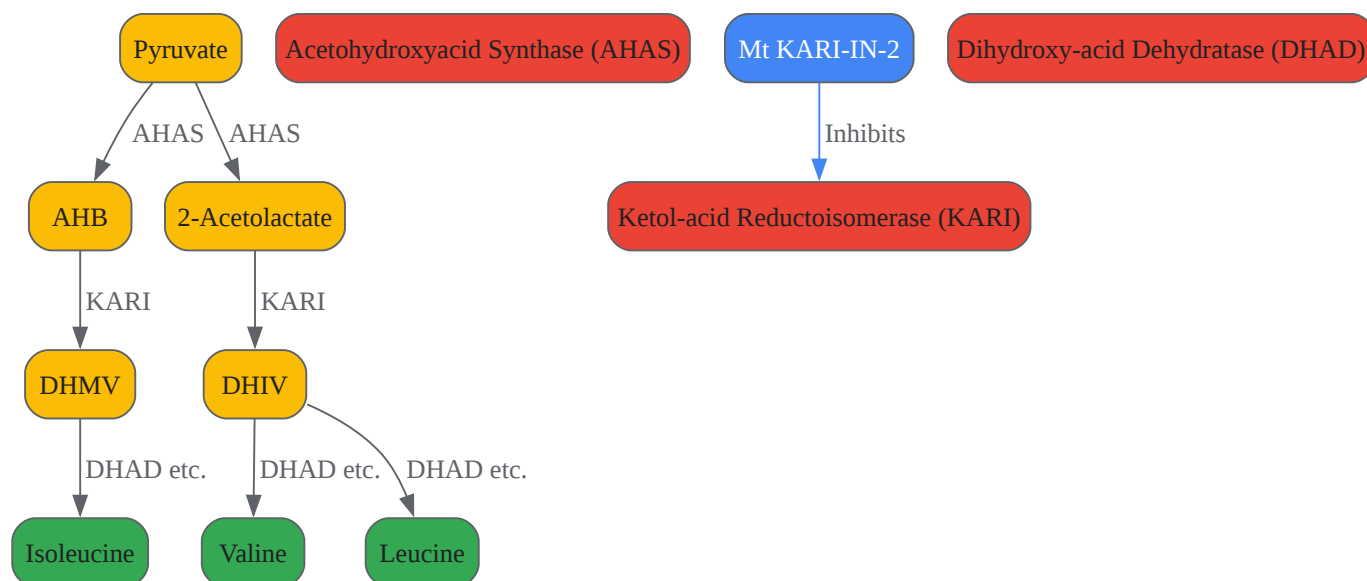 Pyruvate
Acetohydroxyacid Synthase (AHAS)
Mt KARI-IN-2
Dihydroxy-acid Dehydratase (DHAD)
AHAS
AHAS
Inhibits
AHB
2-Acetolactate
Ketol-acid Reductoisomerase (KARI)
KARI
KARI
DHMV
DHIV
DHAD etc.
DHAD etc.
DHAD etc.
Isoleucine
Valine
Leucine